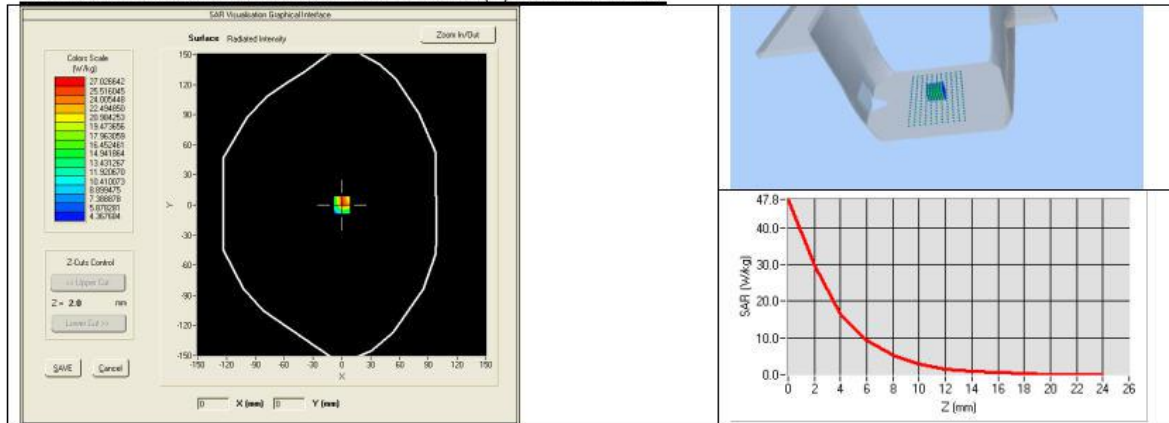 SAR Visualisation Graphical Interface
Surface Radiated Intensity
Zoom In/Out
Colors Scale
(W/kg)
27.026642
25.516045
24.005448
22.494850
20.984253
19.473656
17.963059
16.452461
14.941864
13.431267
11.920670
10.410073
8.899475
7.388878
5.878281
4.367684
150
120
90
60
30
0
-30
-60
-90
-120
-150
Y
-150 -120 -90 -60 -30 0 30 60 90 120 150
X
Z-Cuts Control
<< Upper Cut
Z = 2.0 mm
Lower Cut >>
SAVE Cancel
0 X (mm) 0 Y (mm)
47.8
40.0
30.0
20.0
10.0
0.0
SAR (W/kg)
0 2 4 6 8 10 12 14 16 18 20 22 24 26
Z (mm)